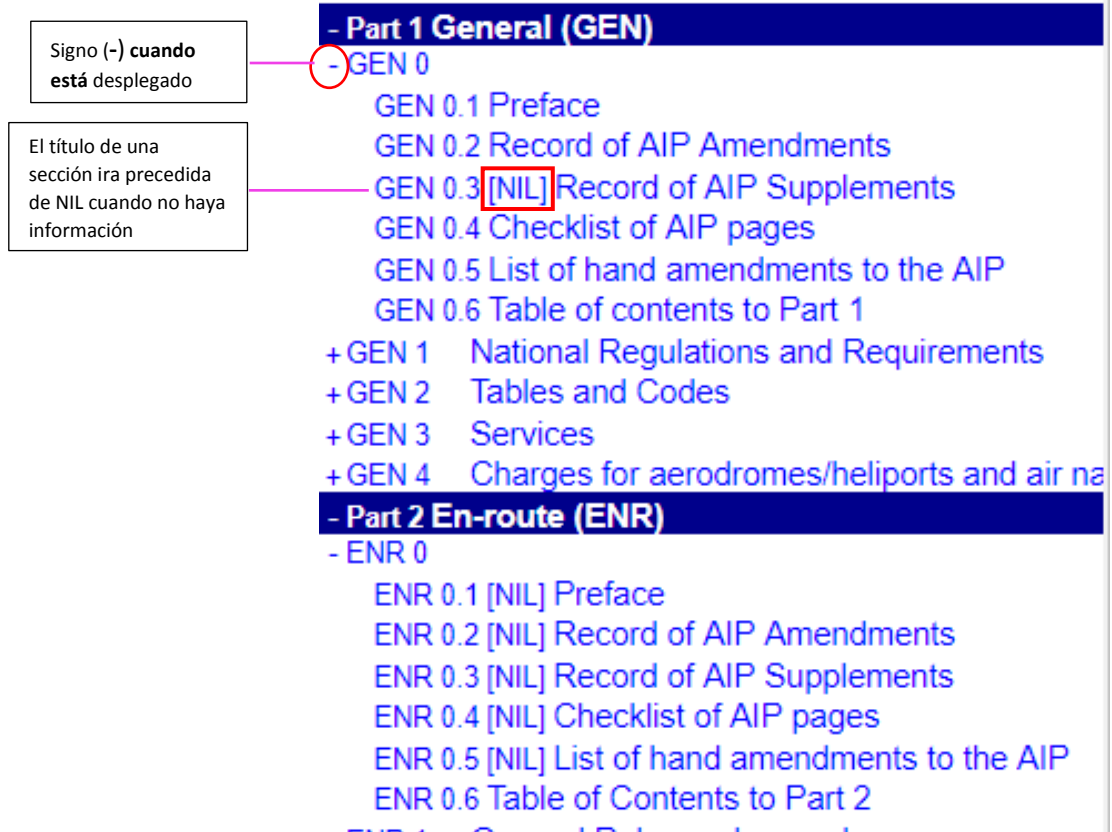 Signo (-) cuando
está desplegado
El título de una
sección ira precedida
de NIL cuando no haya
información
- Part 1 General (GEN)
- GEN 0
GEN 0.1 Preface
GEN 0.2 Record of AIP Amendments
GEN 0.3 [NIL] Record of AIP Supplements
GEN 0.4 Checklist of AIP pages
GEN 0.5 List of hand amendments to the AIP
GEN 0.6 Table of contents to Part 1
+ GEN 1 National Regulations and Requirements
+ GEN 2 Tables and Codes
+ GEN 3 Services
+ GEN 4 Charges for aerodromes/heliports and air na
- Part 2 En-route (ENR)
- ENR 0
ENR 0.1 [NIL] Preface
ENR 0.2 [NIL] Record of AIP Amendments
ENR 0.3 [NIL] Record of AIP Supplements
ENR 0.4 [NIL] Checklist of AIP pages
ENR 0.5 [NIL] List of hand amendments to the AIP
ENR 0.6 Table of Contents to Part 2